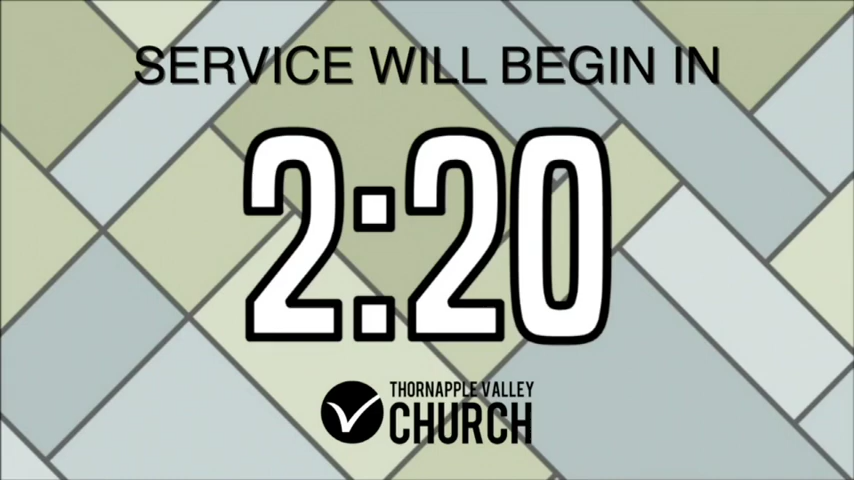 SERVICE WILL BEGIN IN
2:20
THORNAPPLE VALLEY
CHURCH